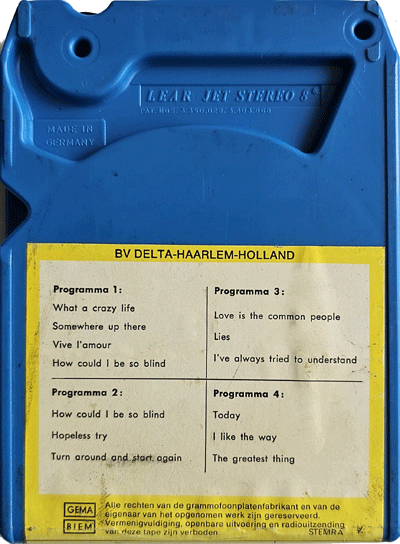 LEAR JET STEREO 8
MADE IN
GERMANY
BV DELTA-HAARLEM-HOLLAND
Programma 1:
What a crazy life
Somewhere up there
Vive l'amour
How could I be so blind
Programma 3:
Love is the common people
Lies
I've always tried to understand
Programma 2:
How could I be so blind
Hopeless try
Turn around and start again
Programma 4:
Today
I like the way
The greatest thing
GEMA
BIEM
Alle rechten van de grammofoonplatenfabrikant en van de
eigenaar van het opgenomen werk zijn gereserveerd.
Vermenigvuldiging, openbare uitvoering en radiouitzending
van deze tape zijn verboden.
STEMRA